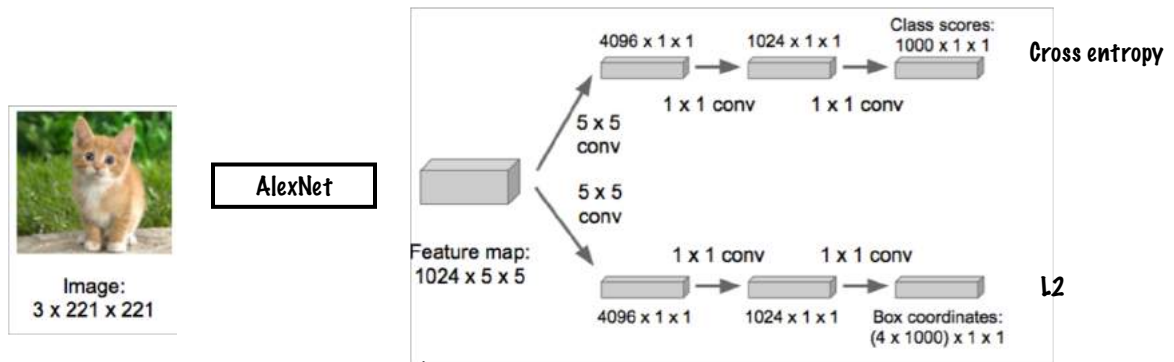 Image:
3 x 221 x 221
AlexNet
Feature map:
1024 x 5 x 5
5 x 5
conv
5 x 5
conv
4096 x 1 x 1
1 x 1 conv
1024 x 1 x 1
1 x 1 conv
Class scores:
1000 x 1 x 1
Cross entropy
4096 x 1 x 1
1 x 1 conv
1024 x 1 x 1
1 x 1 conv
Box coordinates:
(4 x 1000) x 1 x 1
L2